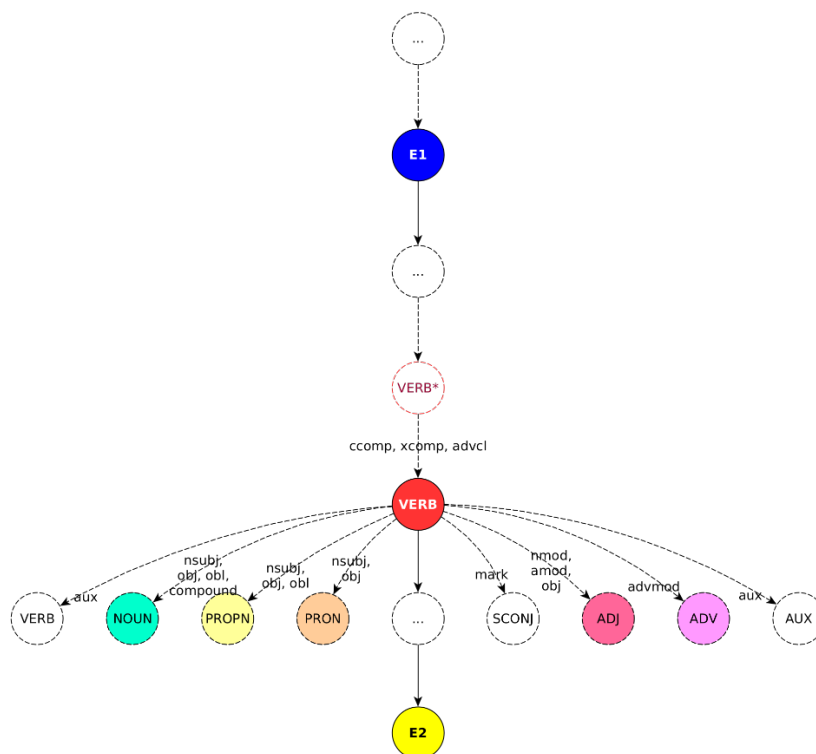 ...
E1
...
VERB*
ccomp, xcomp, advcl
VERB
aux
nsubj,
obj, obl,
compound
nsubj,
obj, obl
nsubj,
obj
mark
nmod,
amod,
obj
advmod
aux
VERB
NOUN
PROPN
PRON
...
SCONJ
ADJ
ADV
AUX
E2